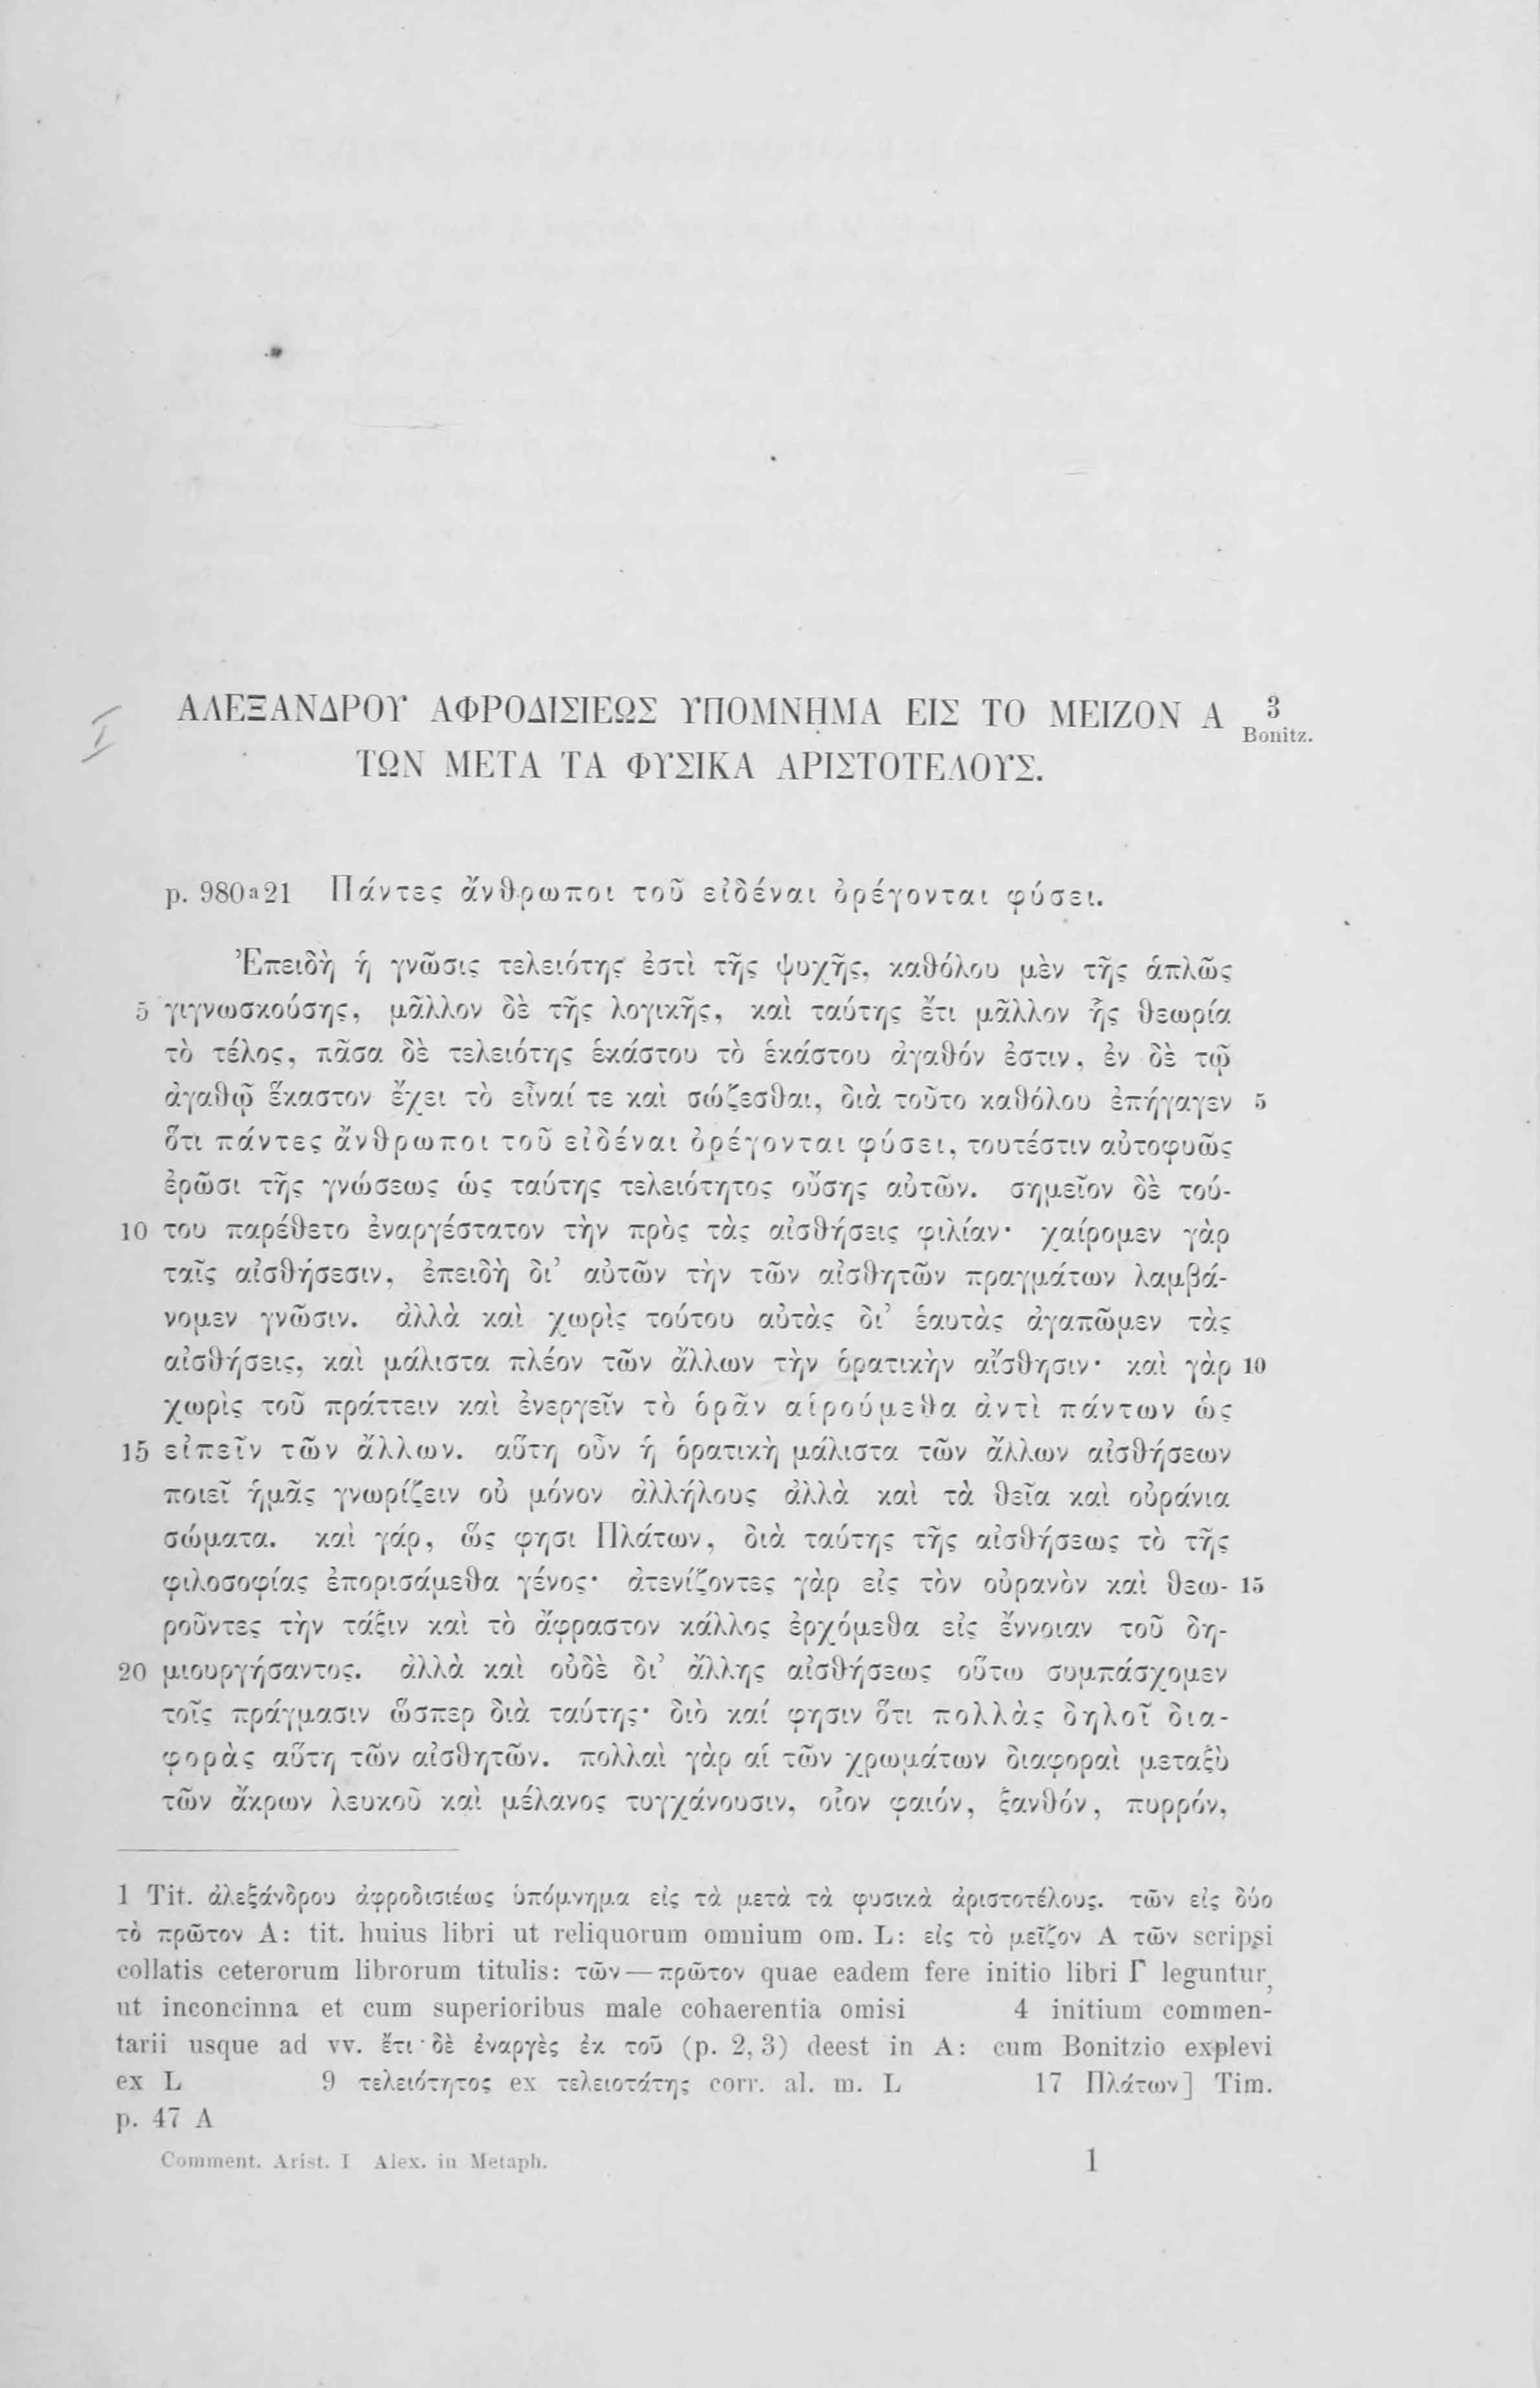 ΑΛΕΞΑΝΔΡΟΥ ΑΦΡΟΔΙΣΙΕΩΣ ΥΠΟΜΝΗΜΑ ΕΙΣ ΤΟ ΜΕΙΖΟΝ Α 3
Bonitz.
I
ΤΩΝ ΜΕΤΑ ΤΑ ΦΥΣΙΚΑ ΑΡΙΣΤΟΤΕΛΟΥΣ.
p. 980a21 Πάντες ἄνθρωποι τοῦ εἰδέναι ὀρέγονται φύσει.
Ἐπειδὴ ἡ γνῶσις τελειότης ἐστὶ τῆς ψυχῆς, καθόλου μὲν τῆς ἁπλῶς
5 γιγνωσκούσης, μᾶλλον δὲ τῆς λογικῆς, καὶ ταύτης ἔτι μᾶλλον ἧς θεωρία
τὸ τέλος, πᾶσα δὲ τελειότης ἑκάστου τὸ ἑκάστου ἀγαθόν ἐστιν, ἐν δὲ τῷ
ἀγαθῷ ἕκαστον ἔχει τὸ εἶναί τε καὶ σώζεσθαι, διὰ τοῦτο καθόλου ἐπήγαγεν 5
ὅτι πάντες ἄνθρωποι τοῦ εἰδέναι ὀρέγονται φύσει, τουτέστιν αὐτοφυῶς
ἐρῶσι τῆς γνώσεως ὡς ταύτης τελειότητος οὔσης αὐτῶν. σημεῖον δὲ τού-
10 του παρέθετο ἐναργέστατον τὴν πρὸς τὰς αἰσθήσεις φιλίαν· χαίρομεν γὰρ
ταῖς αἰσθήσεσιν, ἐπειδὴ δι’ αὐτῶν τὴν τῶν αἰσθητῶν πραγμάτων λαμβά-
νομεν γνῶσιν. ἀλλὰ καὶ χωρὶς τούτου αὐτὰς δι’ ἑαυτὰς ἀγαπῶμεν τὰς
αἰσθήσεις, καὶ μάλιστα πλέον τῶν ἄλλων τὴν ὁρατικὴν αἴσθησιν· καὶ γὰρ 10
χωρὶς τοῦ πράττειν καὶ ἐνεργεῖν τὸ ὁρᾶν αἱρούμεθα ἀντὶ πάντων ὡς
15 εἰπεῖν τῶν ἄλλων. αὕτη οὖν ἡ ὁρατικὴ μάλιστα τῶν ἄλλων αἰσθήσεων
ποιεῖ ἡμᾶς γνωρίζειν οὐ μόνον ἀλλήλους ἀλλὰ καὶ τὰ θεῖα καὶ οὐράνια
σώματα. καὶ γάρ, ὥς φησι Πλάτων, διὰ ταύτης τῆς αἰσθήσεως τὸ τῆς
φιλοσοφίας ἐπορισάμεθα γένος· ἀτενίζοντες γὰρ εἰς τὸν οὐρανὸν καὶ θεω- 15
ροῦντες τὴν τάξιν καὶ τὸ ἄφραστον κάλλος ἐρχόμεθα εἰς ἔννοιαν τοῦ δη-
20 μιουργήσαντος. ἀλλὰ καὶ οὐδὲ δι’ ἄλλης αἰσθήσεως οὕτω συμπάσχομεν
τοῖς πράγμασιν ὥσπερ διὰ ταύτης· διὸ καί φησιν ὅτι πολλὰς δηλοῖ δια-
φορὰς αὕτη τῶν αἰσθητῶν. πολλαὶ γὰρ αἱ τῶν χρωμάτων διαφοραὶ μεταξὺ
τῶν ἄκρων λευκοῦ καὶ μέλανος τυγχάνουσιν, οἷον φαιόν, ξανθόν, πυρρόν,
1 Tit. ἀλεξάνδρου ἀφροδισιέως ὑπόμνημα εἰς τὰ μετὰ τὰ φυσικὰ ἀριστοτέλους. τῶν εἰς δύο
τὸ πρῶτον A: tit. huius libri ut reliquorum omnium om. L: εἰς τὸ μεῖζον Α τῶν scripsi
collatis ceterorum librorum titulis: τῶν—πρῶτον quae eadem fere initio libri Γ leguntur,
ut inconcinna et cum superioribus male cohaerentia omisi 4 initium commen-
tarii usque ad vv. ἔτι δὲ ἐναργὲς ἐκ τοῦ (p. 2, 3) deest in A: cum Bonitzio explevi
ex L 9 τελειότητος ex τελειοτάτης corr. al. m. L 17 Πλάτων] Tim.
p. 47 A
Comment. Arist. I Alex. in Metaph. 1